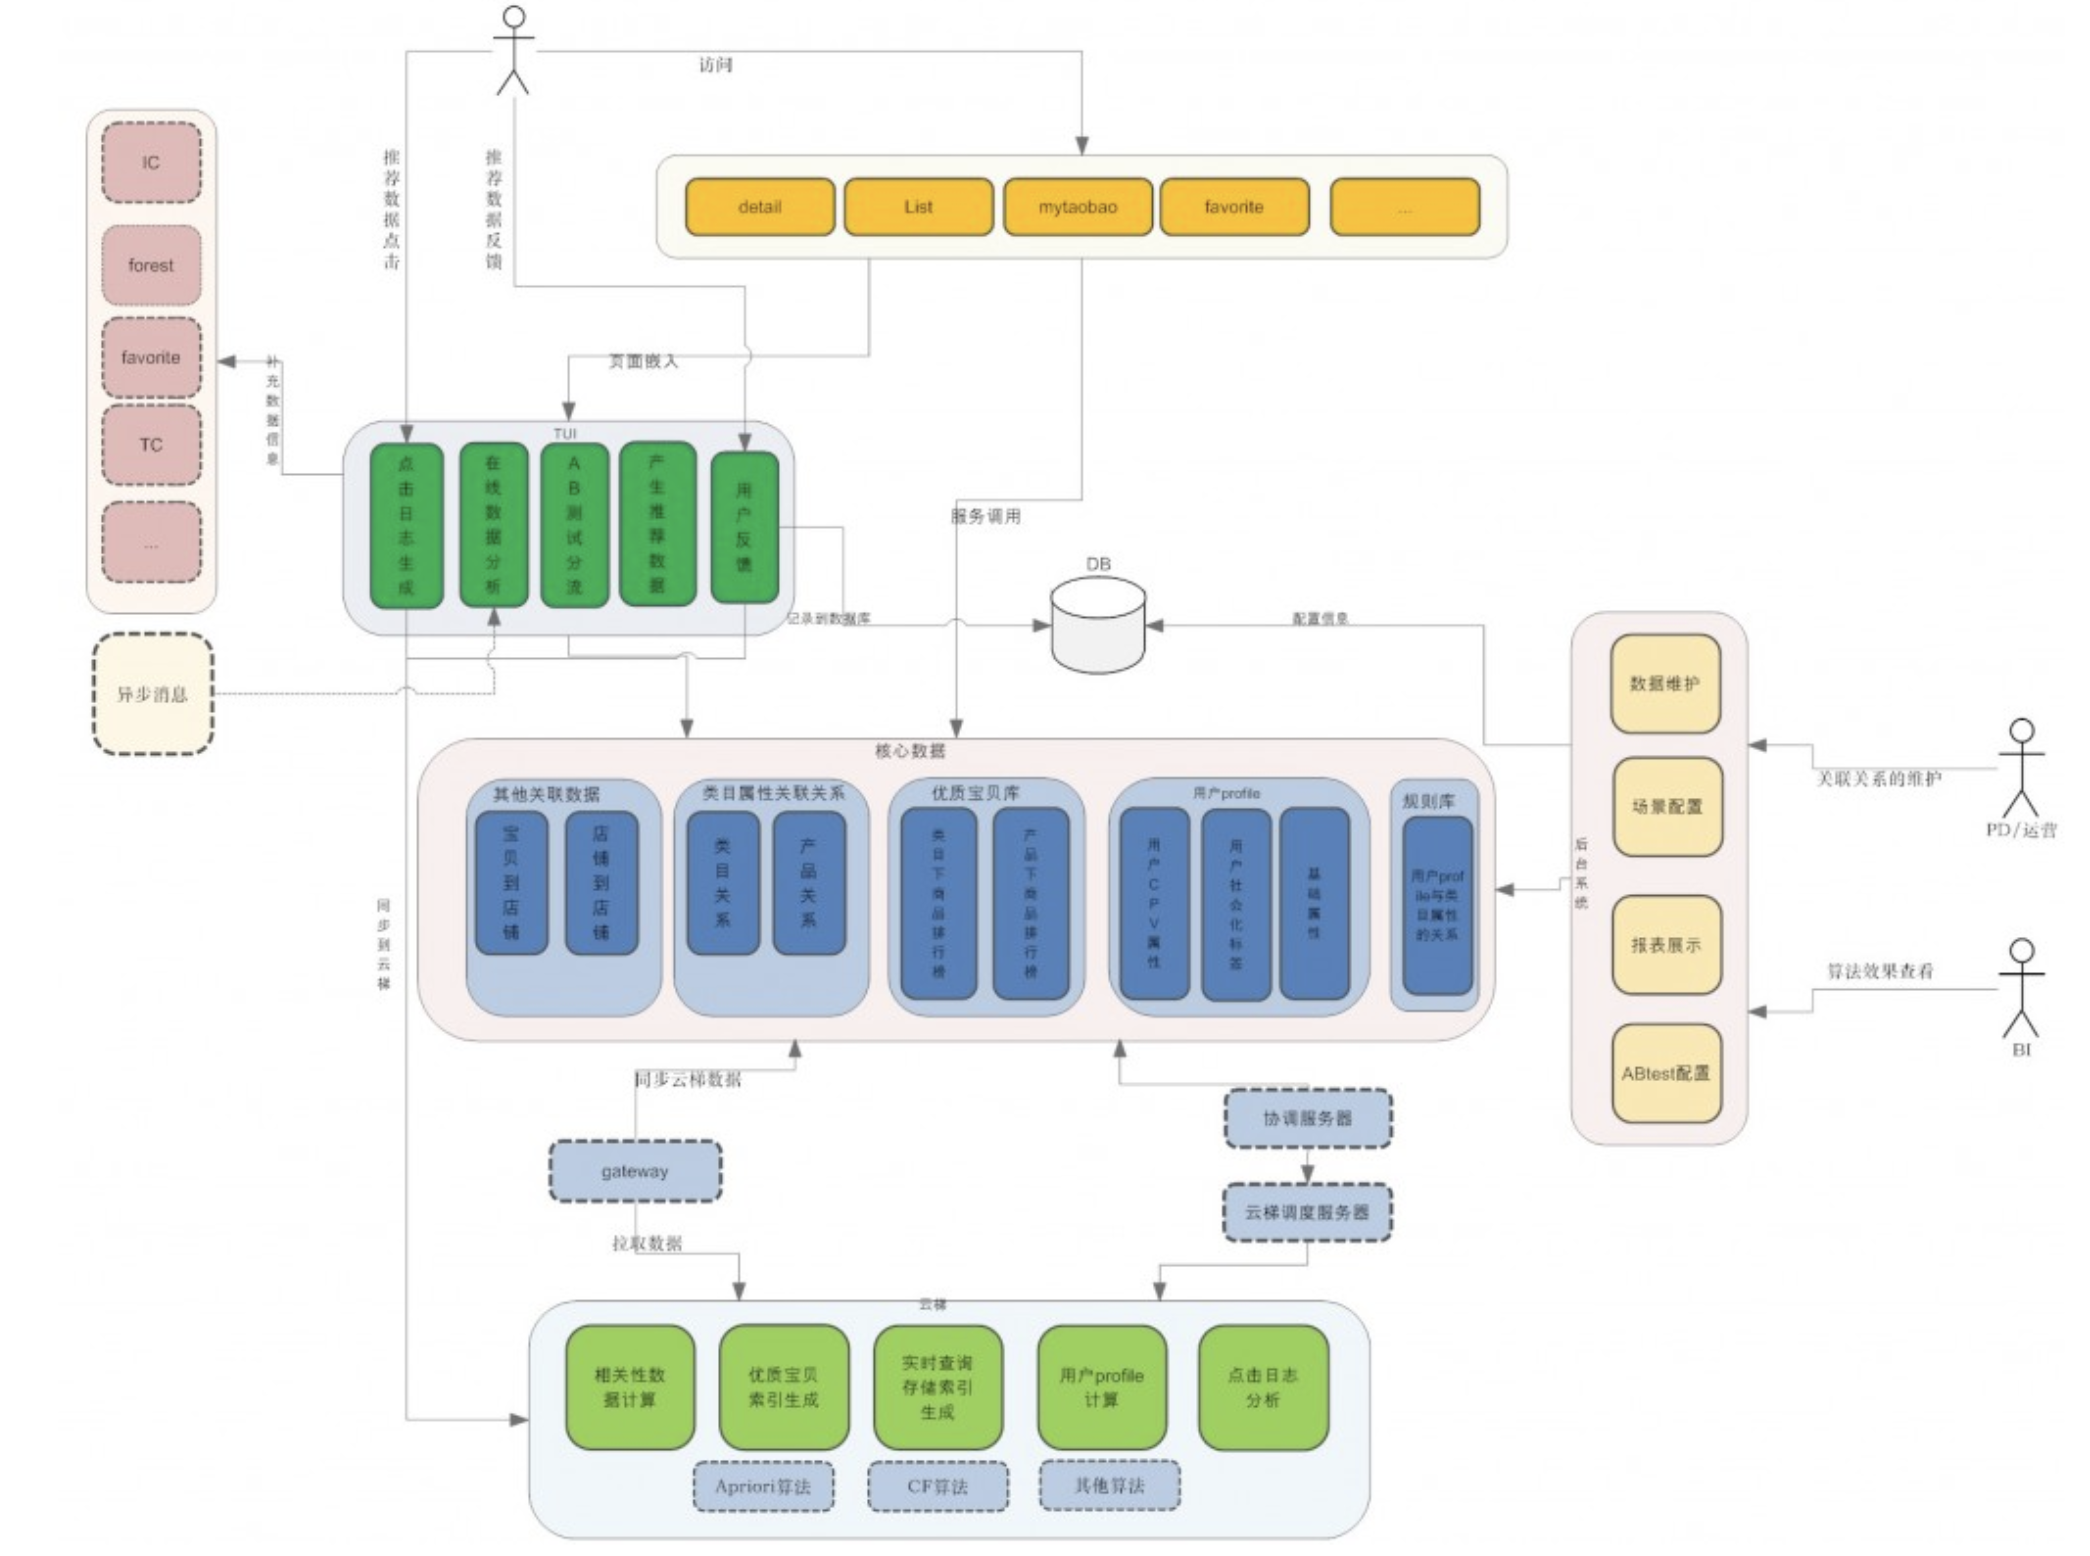 访问
推荐数据点击
推荐数据反馈
IC
forest
favorite
TC
...
detail
List
mytaobao
favorite
...
补充数据信息
页面嵌入
TUI
点击日志生成
在线数据分析
AB测试分流
产生推荐数据
用户反馈
服务调用
DB
记录到数据库
配置信息
异步消息
数据维护
场景配置
报表展示
ABtest配置
后台系统
关联关系的维护
PD/运营
算法效果查看
BI
核心数据
其他关联数据
宝贝到店铺
店铺到店铺
类目属性关联关系
类目关系
产品关系
优质宝贝库
类目下商品排行榜
产品下商品排行榜
用户profile
用户CPV属性
用户社会化标签
基础属性
规则库
用户prof
ile与类
目属性
的关系
同步到云梯
同步云梯数据
gateway
拉取数据
协调服务器
云梯调度服务器
云梯
相关性数
据计算
优质宝贝
索引生成
实时查询
存储索引
生成
用户profile
计算
点击日志
分析
Apriori算法
CF算法
其他算法